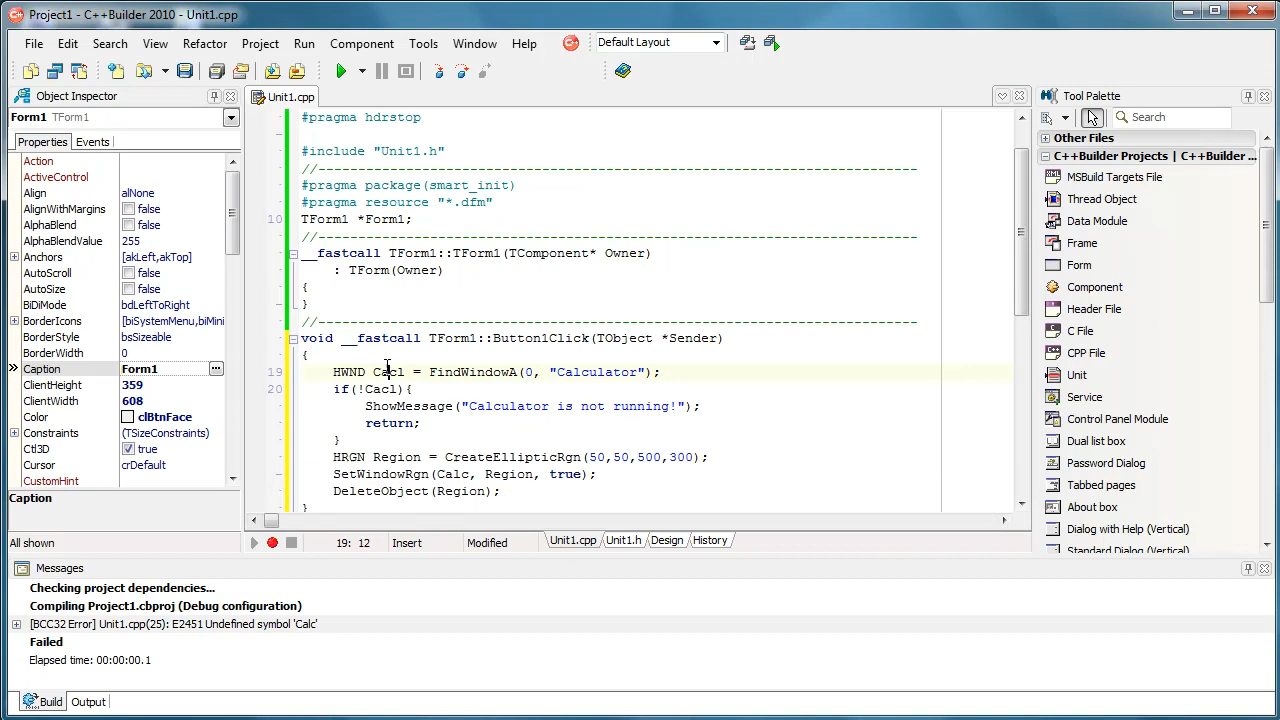 Project1 - C++Builder 2010 - Unit1.cpp
File Edit Search View Refactor Project Run Component Tools Window Help Default Layout
Object Inspector
Form1 TForm1
Properties Events
Action
ActiveControl
Align alNone
AlignWithMargins false
AlphaBlend false
AlphaBlendValue 255
Anchors [akLeft,akTop]
AutoScroll false
AutoSize false
BiDiMode bdLeftToRight
BorderIcons [biSystemMenu,biMini
BorderStyle bsSizeable
BorderWidth 0
Caption Form1
ClientHeight 359
ClientWidth 608
Color clBtnFace
Constraints (TSizeConstraints)
Ctl3D true
Cursor crDefault
CustomHint
Caption
All shown
Unit1.cpp
#pragma hdrstop
#include "Unit1.h"
//---------------------------------------------------------------------------
#pragma package(smart_init)
#pragma resource "*.dfm"
10 TForm1 *Form1;
//---------------------------------------------------------------------------
__fastcall TForm1::TForm1(TComponent* Owner)
: TForm(Owner)
{
}
//---------------------------------------------------------------------------
void __fastcall TForm1::Button1Click(TObject *Sender)
{
19 HWND Cacl = FindWindowA(0, "Calculator");
20 if(!Cacl){
ShowMessage("Calculator is not running!");
return;
}
HRGN Region = CreateEllipticRgn(50,50,500,300);
SetWindowRgn(Calc, Region, true);
DeleteObject(Region);
}
19: 12 Insert Modified Unit1.cpp Unit1.h Design History
Tool Palette
Search
Other Files
C++Builder Projects | C++Builder ...
MSBuild Targets File
Thread Object
Data Module
Frame
Form
Component
Header File
C File
CPP File
Unit
Service
Control Panel Module
Dual list box
Password Dialog
Tabbed pages
About box
Dialog with Help (Vertical)
Standard Dialog (Vertical)
Messages
Checking project dependencies...
Compiling Project1.cbproj (Debug configuration)
[BCC32 Error] Unit1.cpp(25): E2451 Undefined symbol 'Calc'
Failed
Elapsed time: 00:00:00.1
Build Output